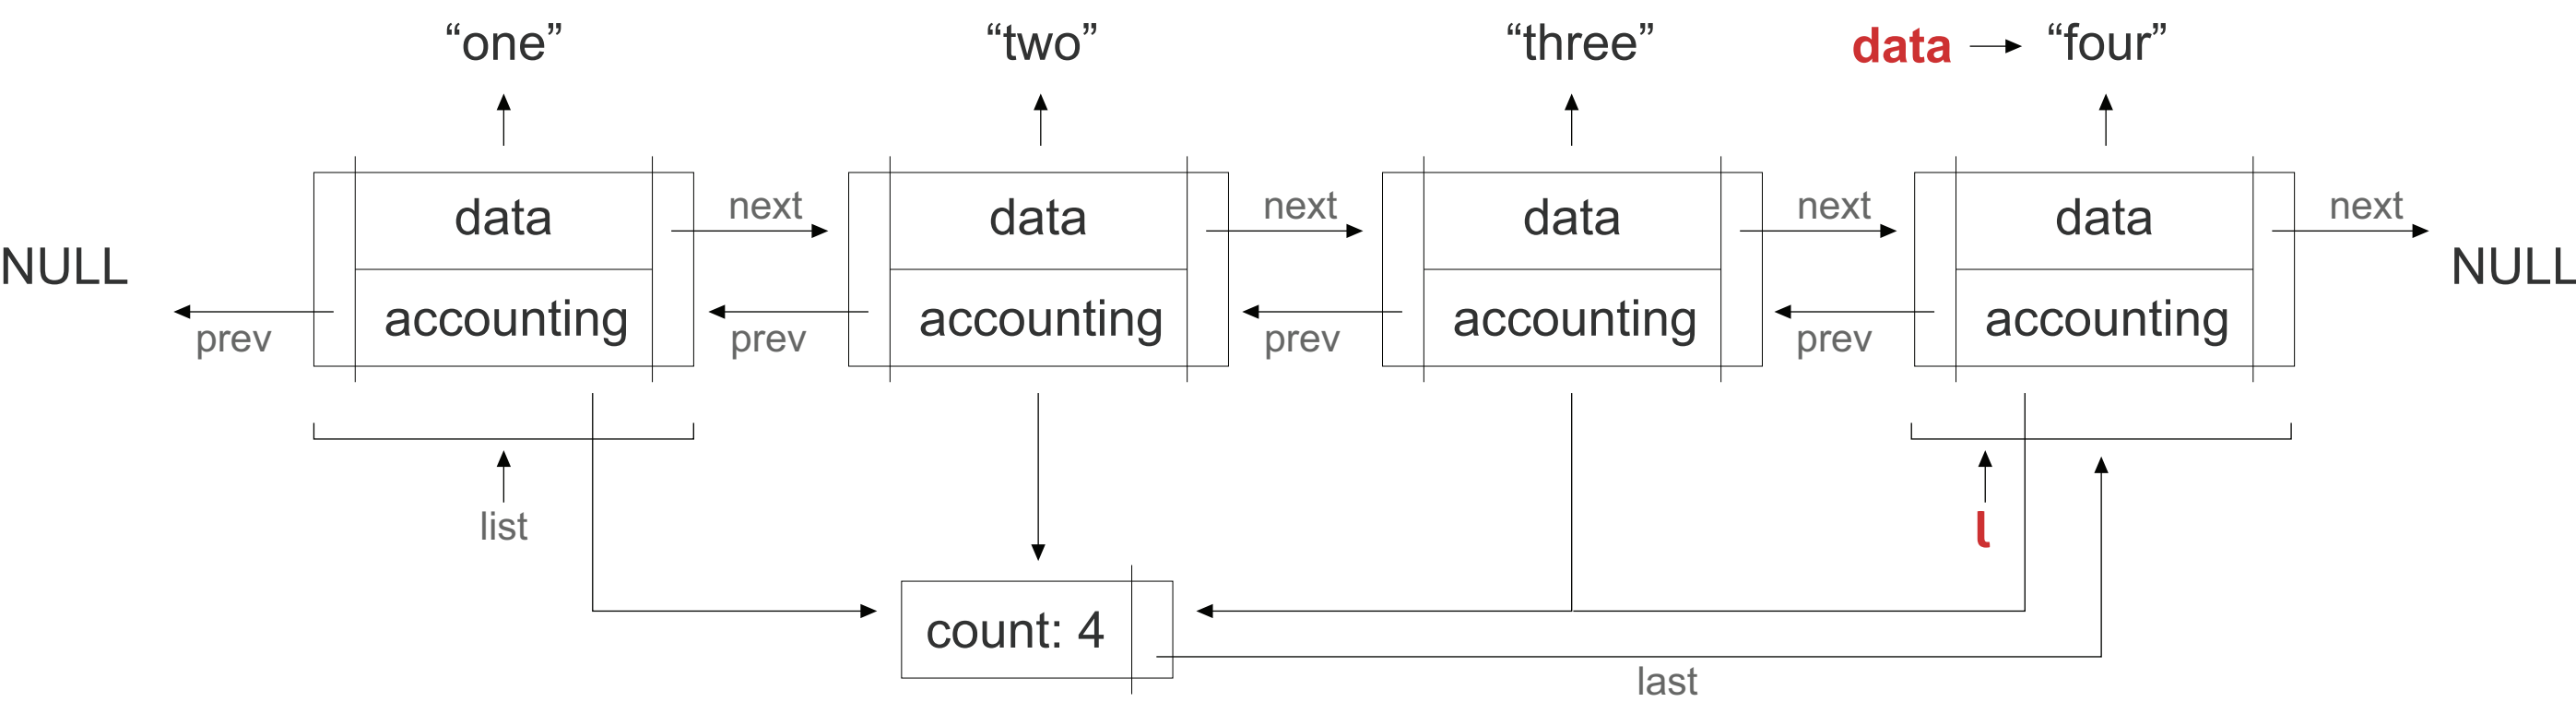 “one” “two” “three” data “four”
next next next next
data data data data
NULL NULL
accounting accounting accounting accounting
prev prev prev prev
list l
count: 4
last